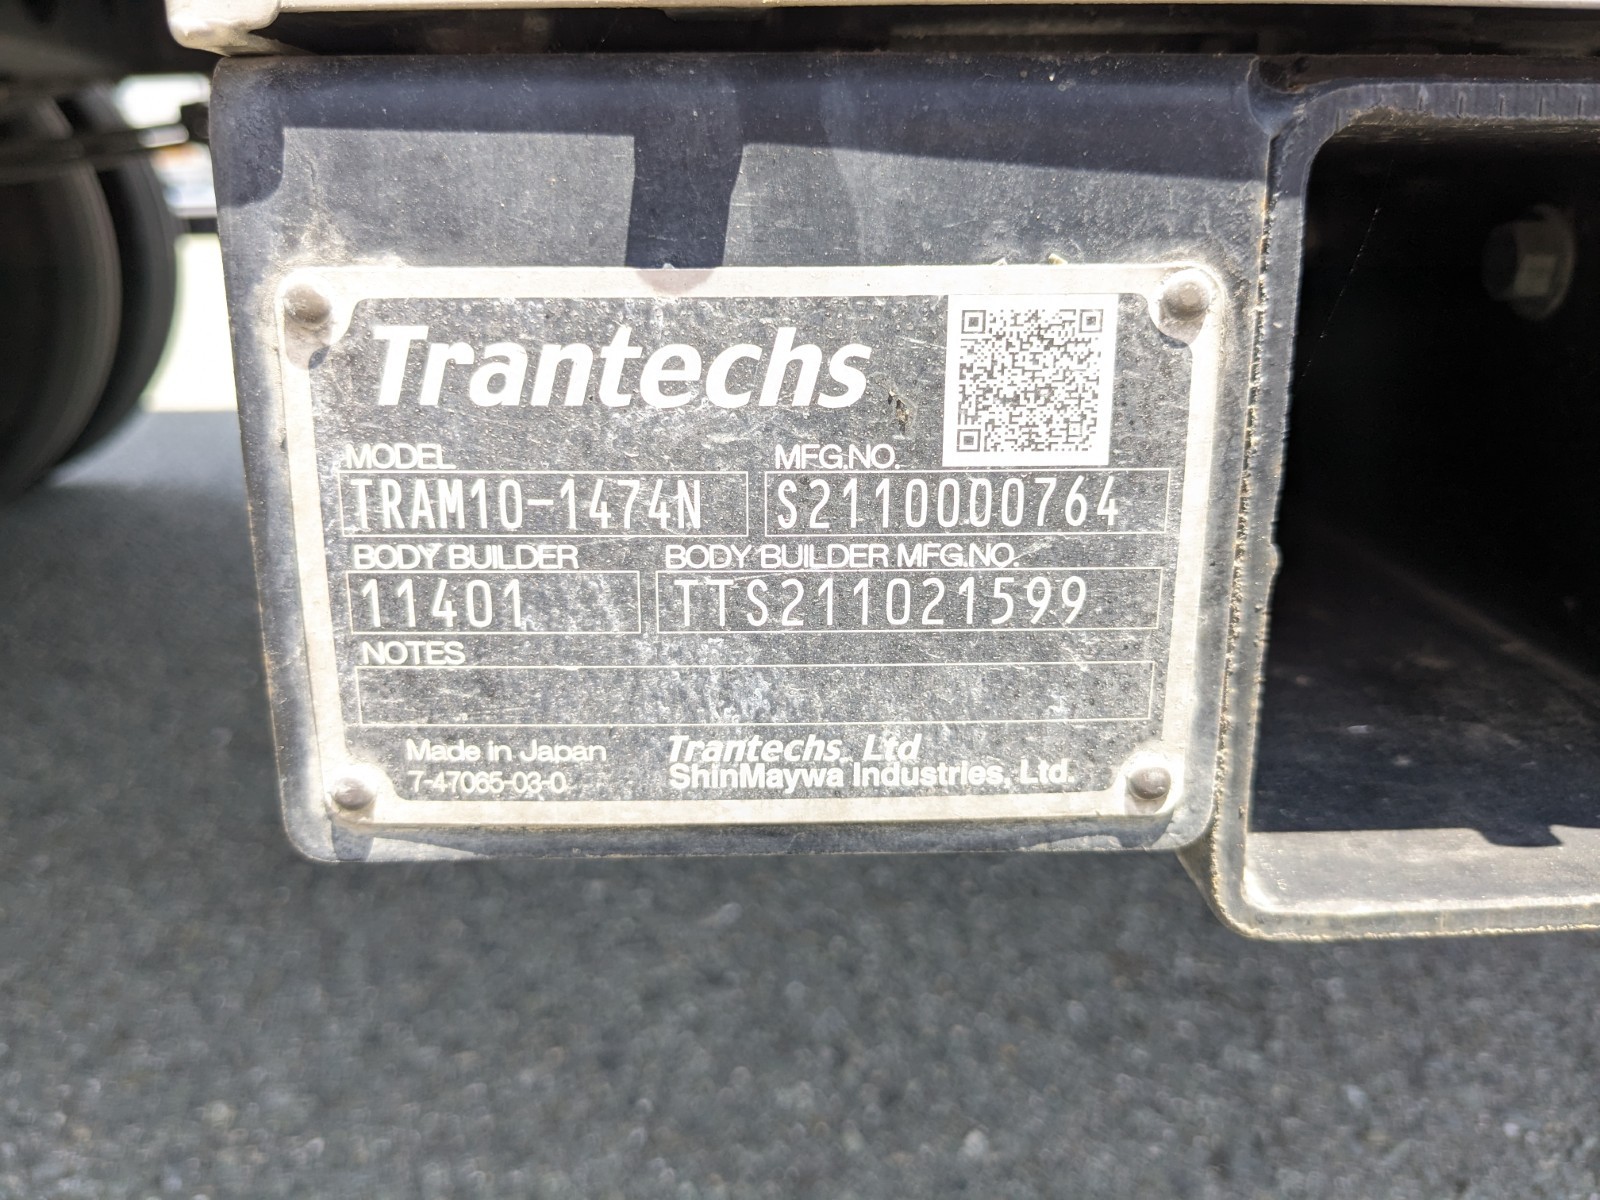 Trantechs
MODEL
MFG.NO.
TRAM10-1474N
S2110000764
BODY BUILDER
BODY BUILDER MFG.NO.
11401
TTS211021599
NOTES
Made in Japan
Trantechs, Ltd
7-47065-03-0
ShinMaywa Industries, Ltd.